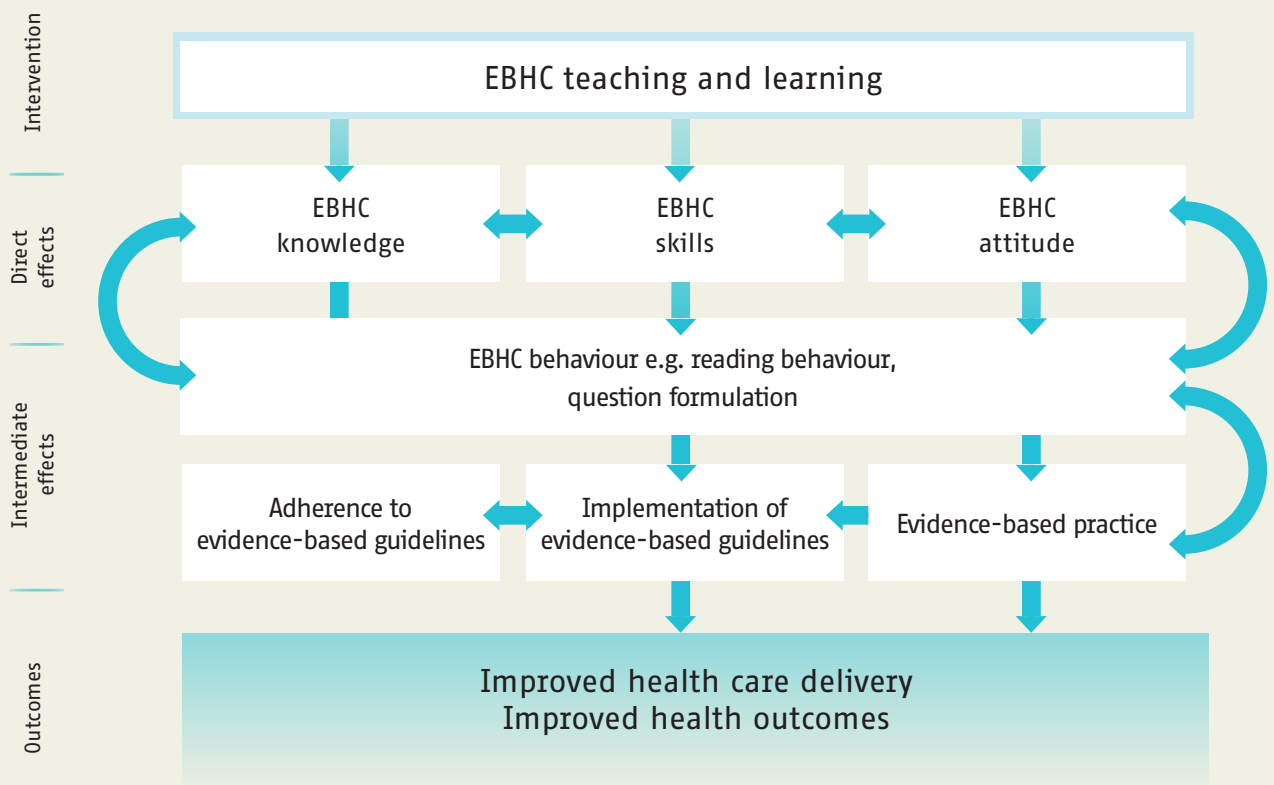 Intervention
EBHC teaching and learning
Direct
effects
EBHC
knowledge
EBHC
skills
EBHC
attitude
Intermediate
effects
EBHC behaviour e.g. reading behaviour,
question formulation
Adherence to
evidence-based guidelines
Implementation of
evidence-based guidelines
Evidence-based practice
Outcomes
Improved health care delivery
Improved health outcomes